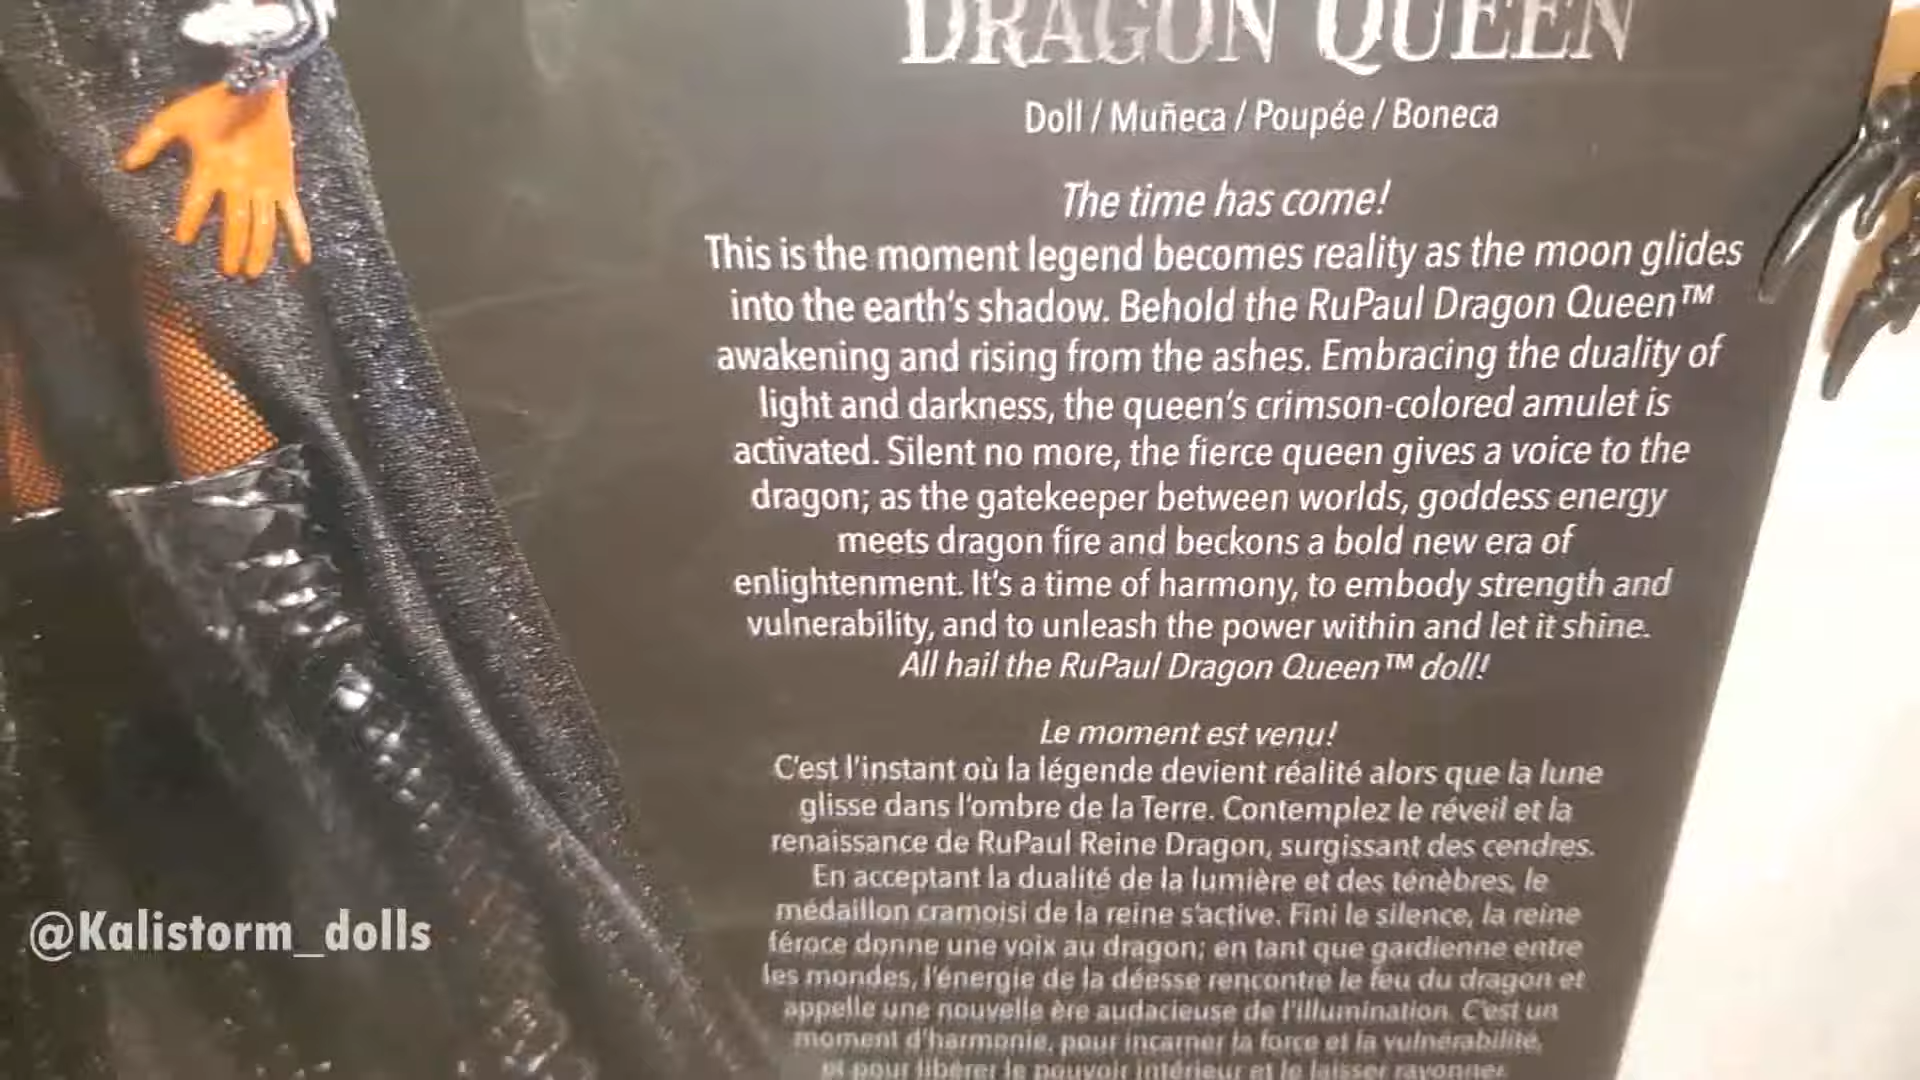 DRAGON QUEEN
Doll / Muñeca / Poupée / Boneca
The time has come!
This is the moment legend becomes reality as the moon glides
into the earth's shadow. Behold the RuPaul Dragon Queen™
awakening and rising from the ashes. Embracing the duality of
light and darkness, the queen's crimson-colored amulet is
activated. Silent no more, the fierce queen gives a voice to the
dragon; as the gatekeeper between worlds, goddess energy
meets dragon fire and beckons a bold new era of
enlightenment. It's a time of harmony, to embody strength and
vulnerability, and to unleash the power within and let it shine.
All hail the RuPaul Dragon Queen™ doll!
Le moment est venu!
C'est l'instant où la légende devient réalité alors que la lune
glisse dans l'ombre de la Terre. Contemplez le réveil et la
renaissance de RuPaul Reine Dragon, surgissant des cendres.
En acceptant la dualité de la lumière et des ténèbres, le
médaillon cramoisi de la reine s'active. Fini le silence, la reine
féroce donne une voix au dragon; en tant que gardienne entre
les mondes, l'énergie de la déesse rencontre le feu du dragon et
appelle une nouvelle ère audacieuse de l'illumination. C'est un
moment d'harmonie, pour incarner la force et la vulnérabilité,
et pour libérer le pouvoir intérieur et le laisser rayonner.
@Kalistorm_dolls